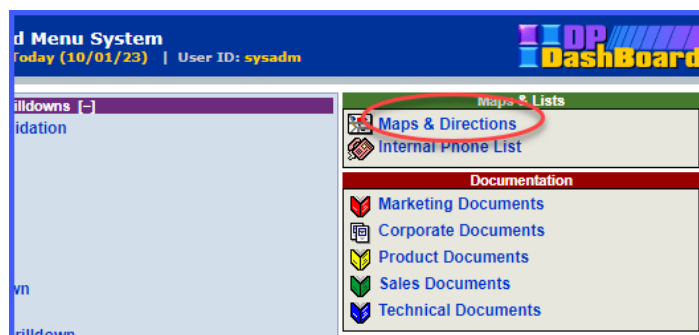 d Menu System
Today (10/01/23) | User ID: sysadm
DP
DashBoard
illdowns [–]
idation
wn
rilldown
Maps & Lists
Maps & Directions
Internal Phone List
Documentation
Marketing Documents
Corporate Documents
Product Documents
Sales Documents
Technical Documents